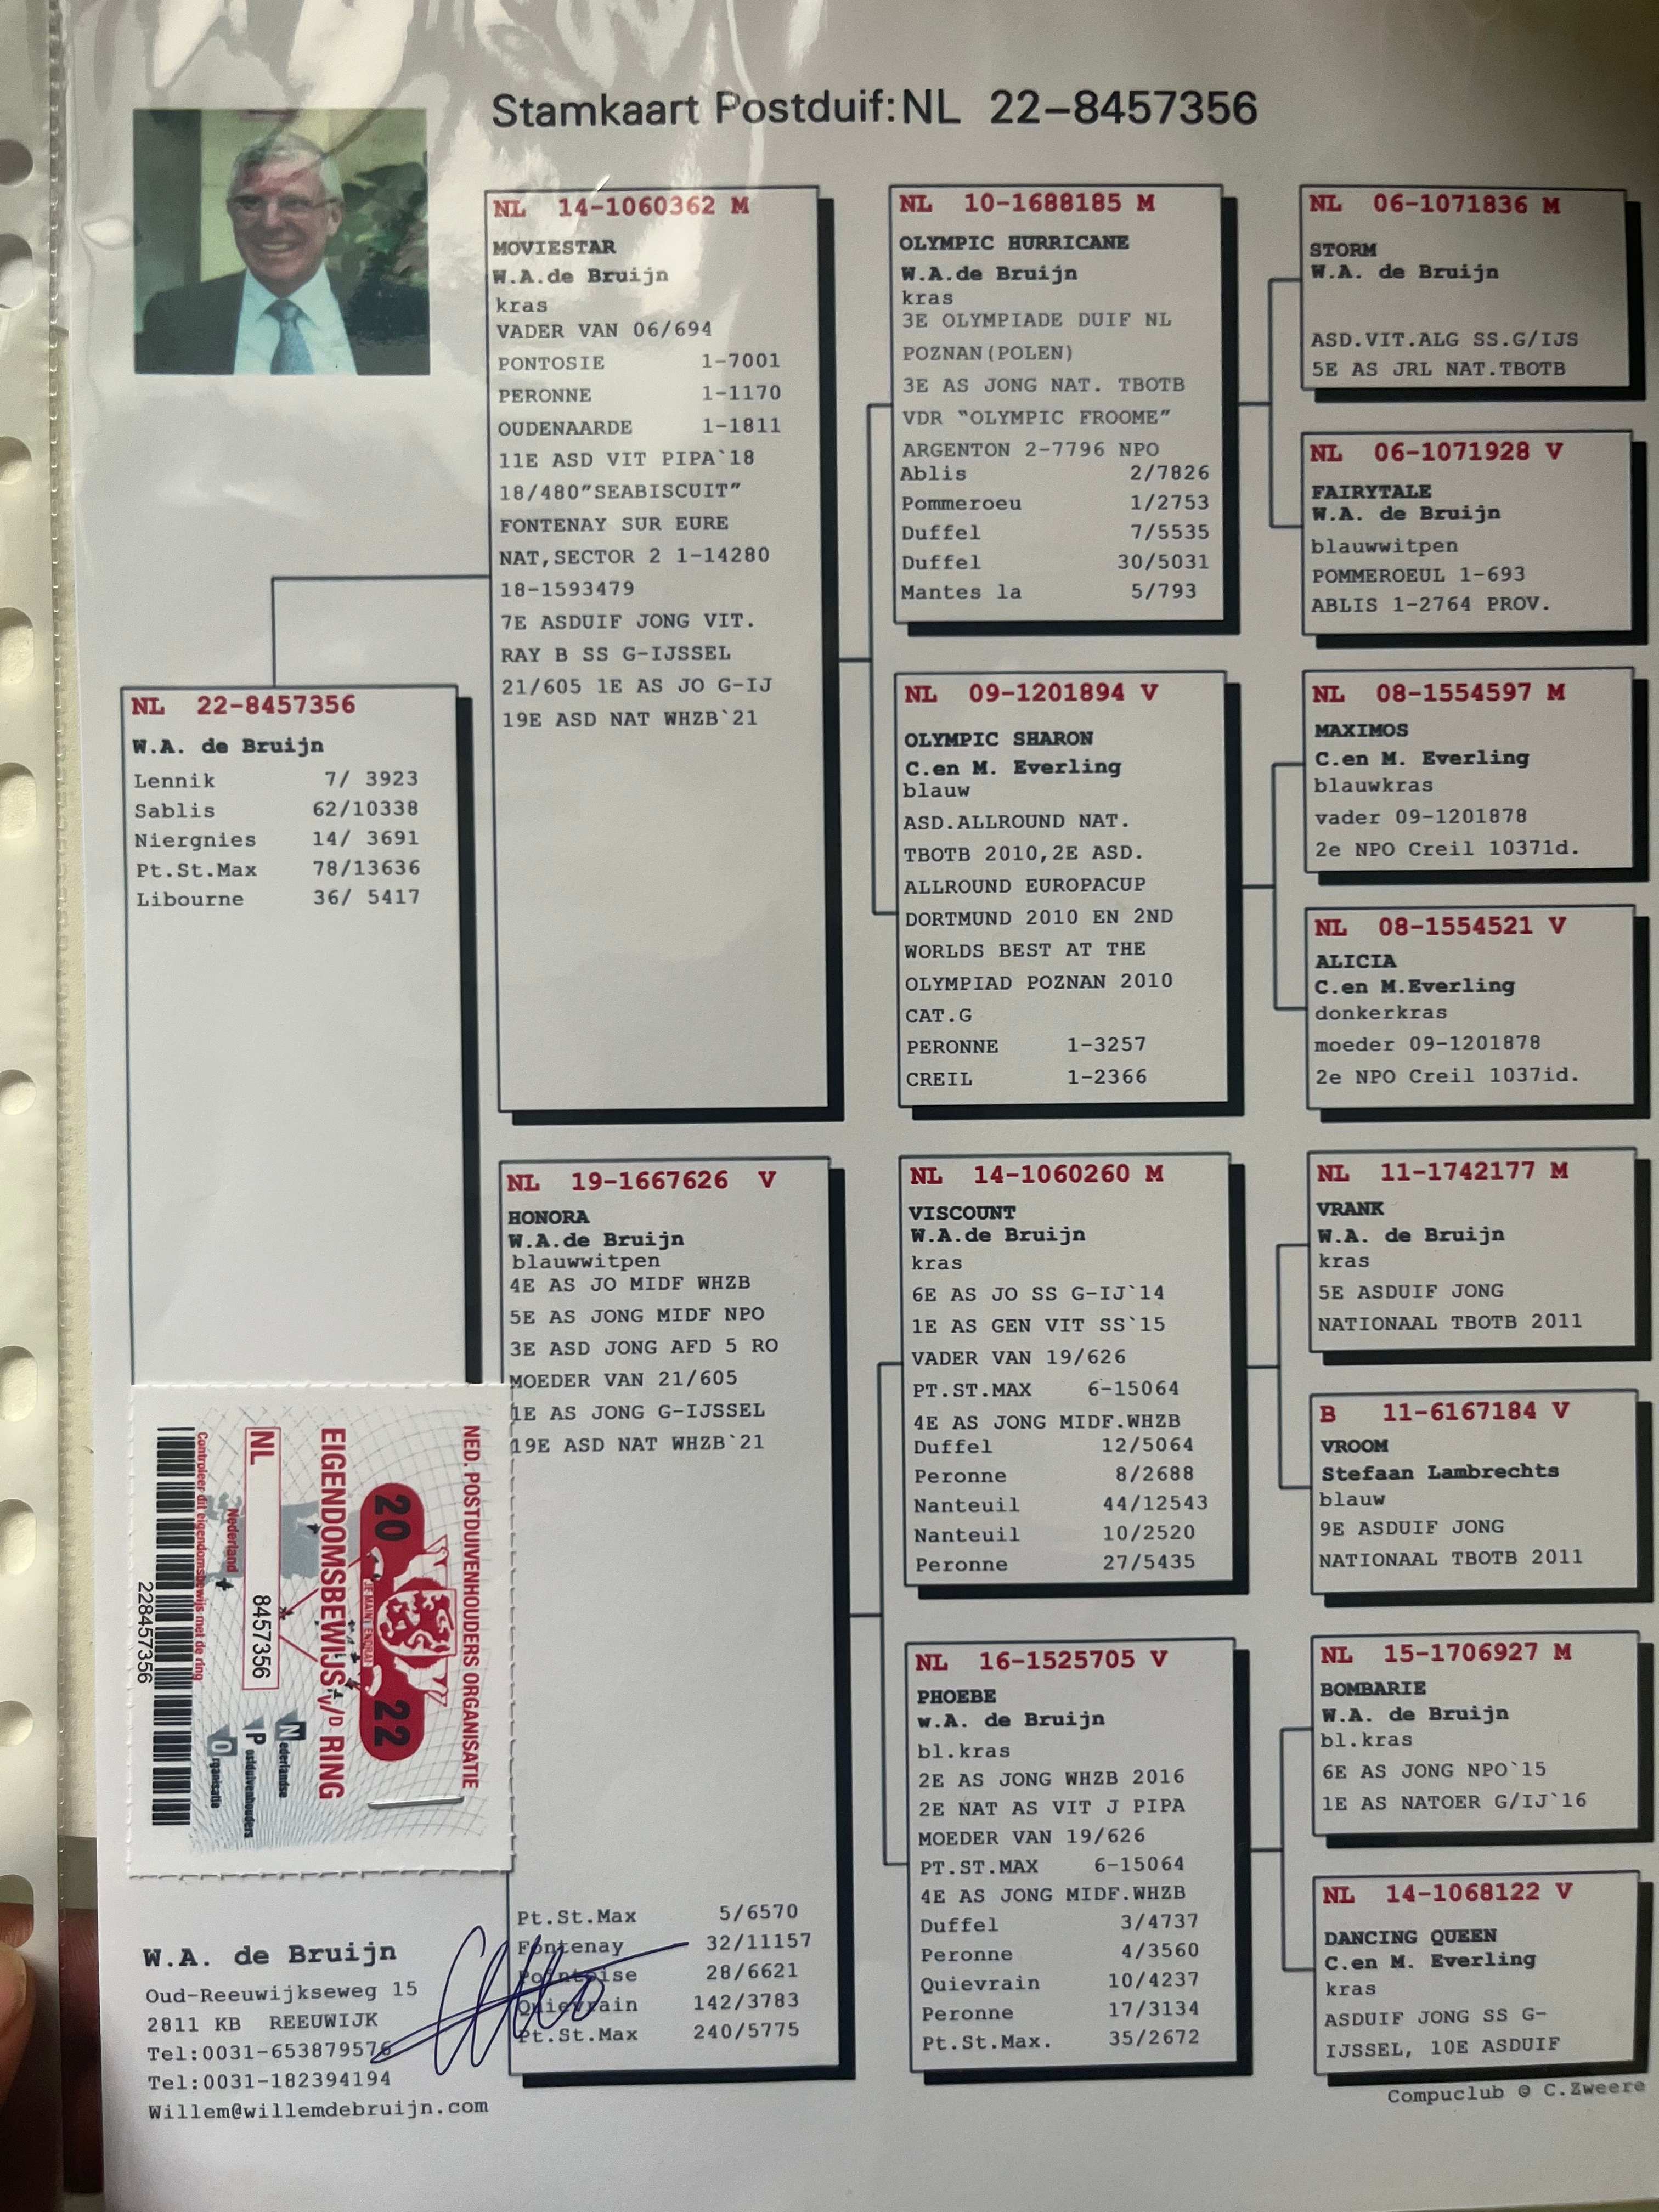 Stamkaart Postduif:NL 22-8457356
NL 22-8457356
W.A. de Bruijn
Lennik 7/ 3923
Sablis 62/10338
Niergnies 14/ 3691
Pt.St.Max 78/13636
Libourne 36/ 5417
NL 14-1060362 M
MOVIESTAR
W.A.de Bruijn
kras
VADER VAN 06/694
PONTOSIE 1-7001
PERONNE 1-1170
OUDENAARDE 1-1811
11E ASD VIT PIPA`18
18/480"SEABISCUIT"
FONTENAY SUR EURE
NAT,SECTOR 2 1-14280
18-1593479
7E ASDUIF JONG VIT.
RAY B SS G-IJSSEL
21/605 1E AS JO G-IJ
19E ASD NAT WHZB`21
NL 19-1667626 V
HONORA
W.A.de Bruijn
blauwwitpen
4E AS JO MIDF WHZB
5E AS JONG MIDF NPO
3E ASD JONG AFD 5 RO
MOEDER VAN 21/605
1E AS JONG G-IJSSEL
19E ASD NAT WHZB`21
Pt.St.Max 5/6570
Fontenay 32/11157
Pointoise 28/6621
Quievrain 142/3783
Pt.St.Max 240/5775
NL 10-1688185 M
OLYMPIC HURRICANE
W.A.de Bruijn
kras
3E OLYMPIADE DUIF NL
POZNAN(POLEN)
3E AS JONG NAT. TBOTB
VDR "OLYMPIC FROOME"
ARGENTON 2-7796 NPO
Ablis 2/7826
Pommeroeu 1/2753
Duffel 7/5535
Duffel 30/5031
Mantes la 5/793
NL 09-1201894 V
OLYMPIC SHARON
C.en M. Everling
blauw
ASD.ALLROUND NAT.
TBOTB 2010,2E ASD.
ALLROUND EUROPACUP
DORTMUND 2010 EN 2ND
WORLDS BEST AT THE
OLYMPIAD POZNAN 2010
CAT.G
PERONNE 1-3257
CREIL 1-2366
NL 14-1060260 M
VISCOUNT
W.A.de Bruijn
kras
6E AS JO SS G-IJ`14
1E AS GEN VIT SS`15
VADER VAN 19/626
PT.ST.MAX 6-15064
4E AS JONG MIDF.WHZB
Duffel 12/5064
Peronne 8/2688
Nanteuil 44/12543
Nanteuil 10/2520
Peronne 27/5435
NL 16-1525705 V
PHOEBE
w.A. de Bruijn
bl.kras
2E AS JONG WHZB 2016
2E NAT AS VIT J PIPA
MOEDER VAN 19/626
PT.ST.MAX 6-15064
4E AS JONG MIDF.WHZB
Duffel 3/4737
Peronne 4/3560
Quievrain 10/4237
Peronne 17/3134
Pt.St.Max. 35/2672
NL 06-1071836 M
STORM
W.A. de Bruijn
ASD.VIT.ALG SS.G/IJS
5E AS JRL NAT.TBOTB
NL 06-1071928 V
FAIRYTALE
W.A. de Bruijn
blauwwitpen
POMMEROEUL 1-693
ABLIS 1-2764 PROV.
NL 08-1554597 M
MAXIMOS
C.en M. Everling
blauwkras
vader 09-1201878
2e NPO Creil 10371d.
NL 08-1554521 V
ALICIA
C.en M.Everling
donkerkras
moeder 09-1201878
2e NPO Creil 1037id.
NL 11-1742177 M
VRANK
W.A. de Bruijn
kras
5E ASDUIF JONG
NATIONAAL TBOTB 2011
B 11-6167184 V
VROOM
Stefaan Lambrechts
blauw
9E ASDUIF JONG
NATIONAAL TBOTB 2011
NL 15-1706927 M
BOMBARIE
W.A. de Bruijn
bl.kras
6E AS JONG NPO`15
1E AS NATOER G/IJ`16
NL 14-1068122 V
DANCING QUEEN
C.en M. Everling
kras
ASDUIF JONG SS G-
IJSSEL, 10E ASDUIF
NED. POSTDUIVENHOUDERS ORGANISATIE
20 22
JE MAINTIENDRAI
EIGENDOMSBEWIJS v/D RING
Nederlandse
Postduivenhouders
Organisatie
NL 8457356
Nederland
Controleer dit eigendomsbewijs met de ring
228457356
W.A. de Bruijn
Oud-Reeuwijkseweg 15
2811 KB REEUWIJK
Tel:0031-653879576
Tel:0031-182394194
Willem@willemdebruijn.com
Compuclub © C.Zweere